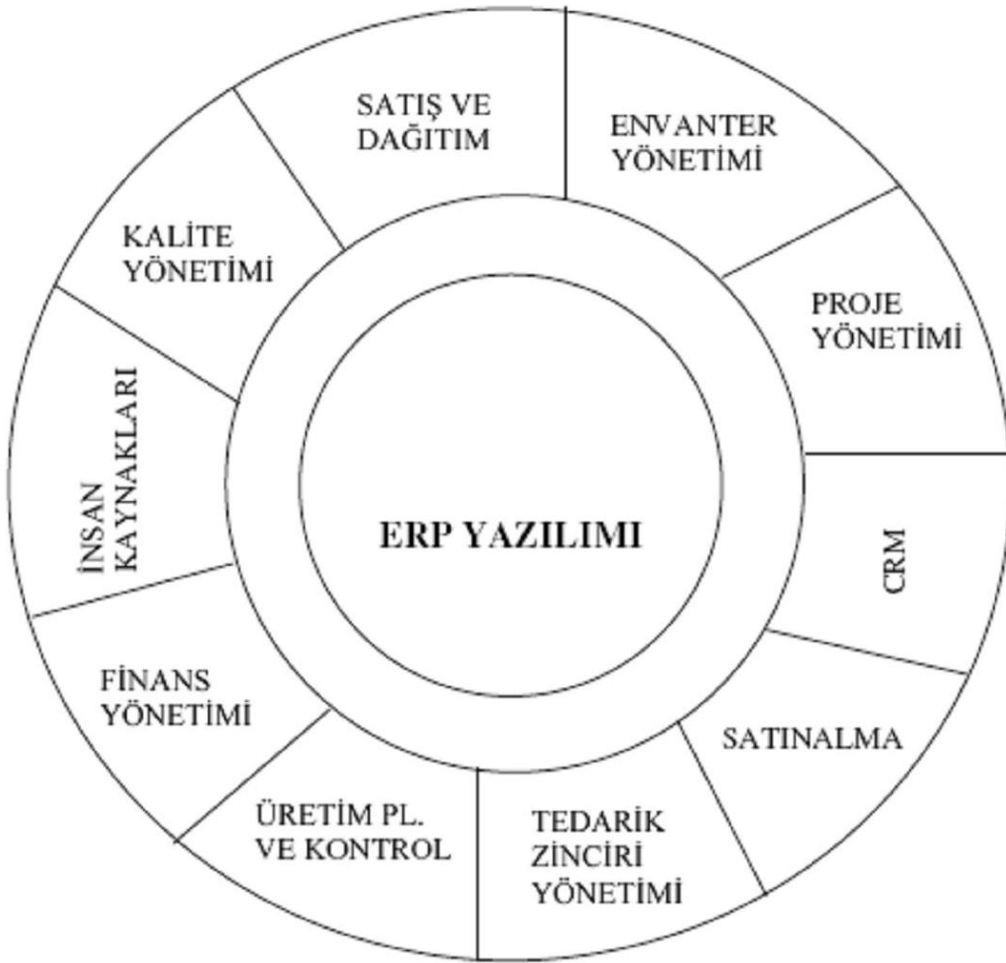 SATIŞ VE
DAĞITIM
ENVANTER
YÖNETİMİ
PROJE
YÖNETİMİ
CRM
SATINALMA
TEDARİK
ZİNCİRİ
YÖNETİMİ
ÜRETİM PL.
VE KONTROL
FİNANS
YÖNETİMİ
İNSAN
KAYNAKLARI
KALİTE
YÖNETİMİ
ERP YAZILIMI